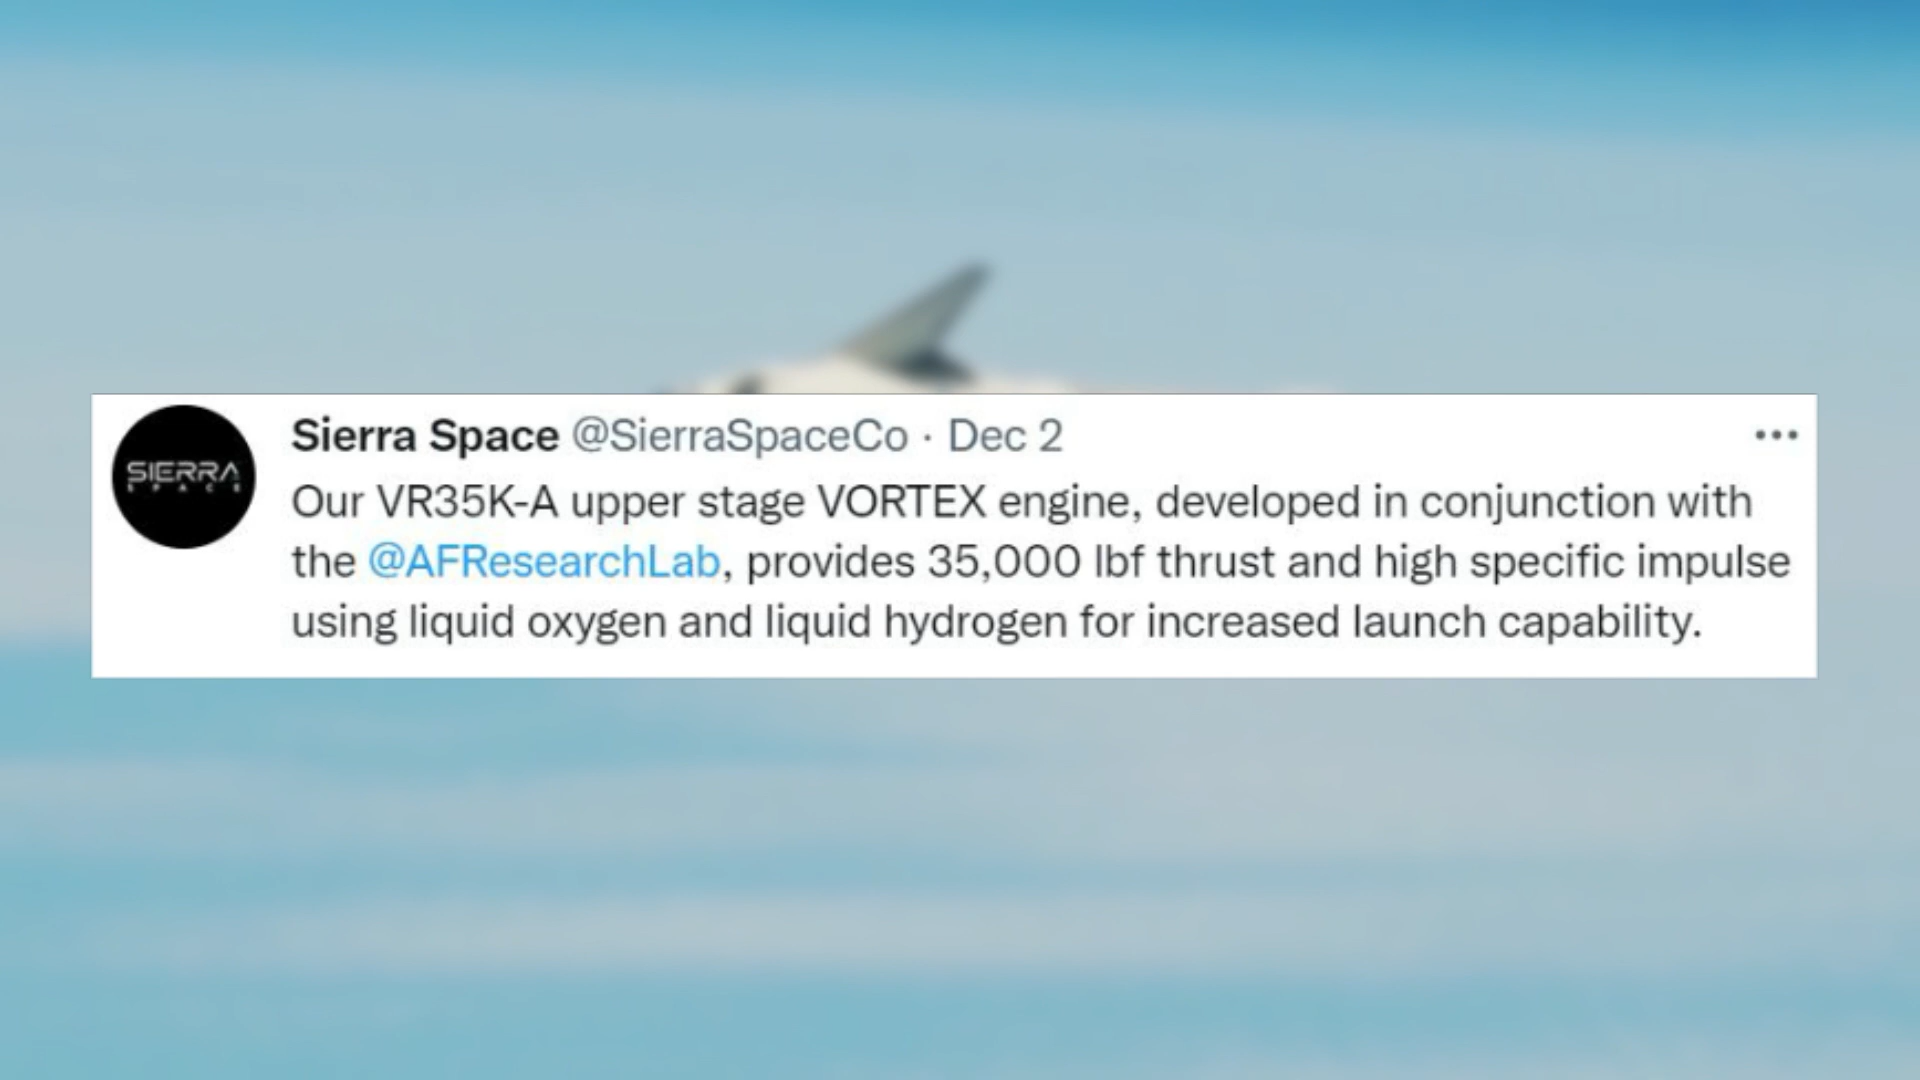 SIERRA
SPACE
Sierra Space @SierraSpaceCo · Dec 2
Our VR35K-A upper stage VORTEX engine, developed in conjunction with
the @AFResearchLab, provides 35,000 lbf thrust and high specific impulse
using liquid oxygen and liquid hydrogen for increased launch capability.